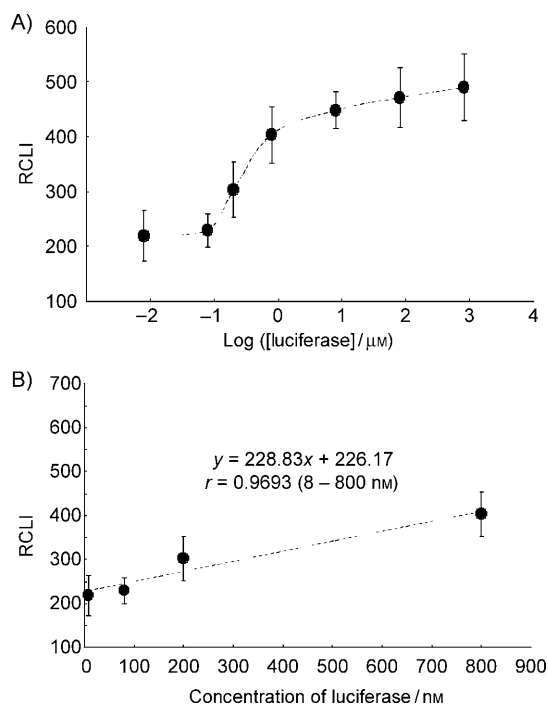 A)
600
500
400
300
200
100
RCLI
–2 –1 0 1 2 3 4
Log ([luciferase] / μM)
B)
700
600
500
400
300
200
100
RCLI
y = 228.83x + 226.17
r = 0.9693 (8 – 800 nM)
0 100 200 300 400 500 600 700 800 900
Concentration of luciferase / nM